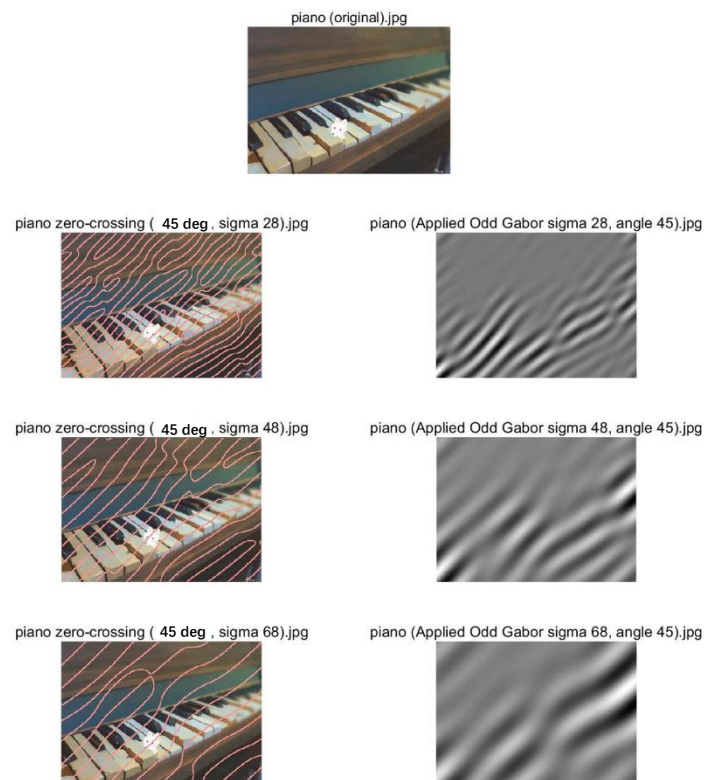 piano (original).jpg
piano zero-crossing ( 45 deg , sigma 28).jpg
piano (Applied Odd Gabor sigma 28, angle 45).jpg
piano zero-crossing ( 45 deg , sigma 48).jpg
piano (Applied Odd Gabor sigma 48, angle 45).jpg
piano zero-crossing ( 45 deg , sigma 68).jpg
piano (Applied Odd Gabor sigma 68, angle 45).jpg